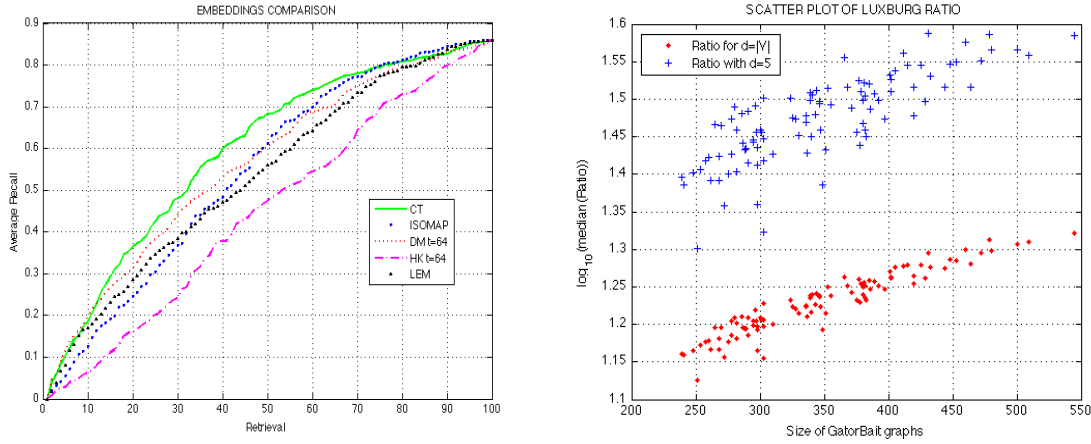 EMBEDDINGS COMPARISON
0.9
0.8
0.7
0.6
0.5
0.4
0.3
0.2
0.1
0
Average Recall
CT
ISOMAP
DM t=64
HK t=64
LEM
0 10 20 30 40 50 60 70 80 90 100
Retrieval
SCATTER PLOT OF LUXBURG RATIO
1.6
1.55
1.5
1.45
1.4
1.35
1.3
1.25
1.2
1.15
1.1
log10 (median (Ratio))
Ratio for d=|Y|
Ratio with d=5
200 250 300 350 400 450 500 550
Size of GatorBait graphs